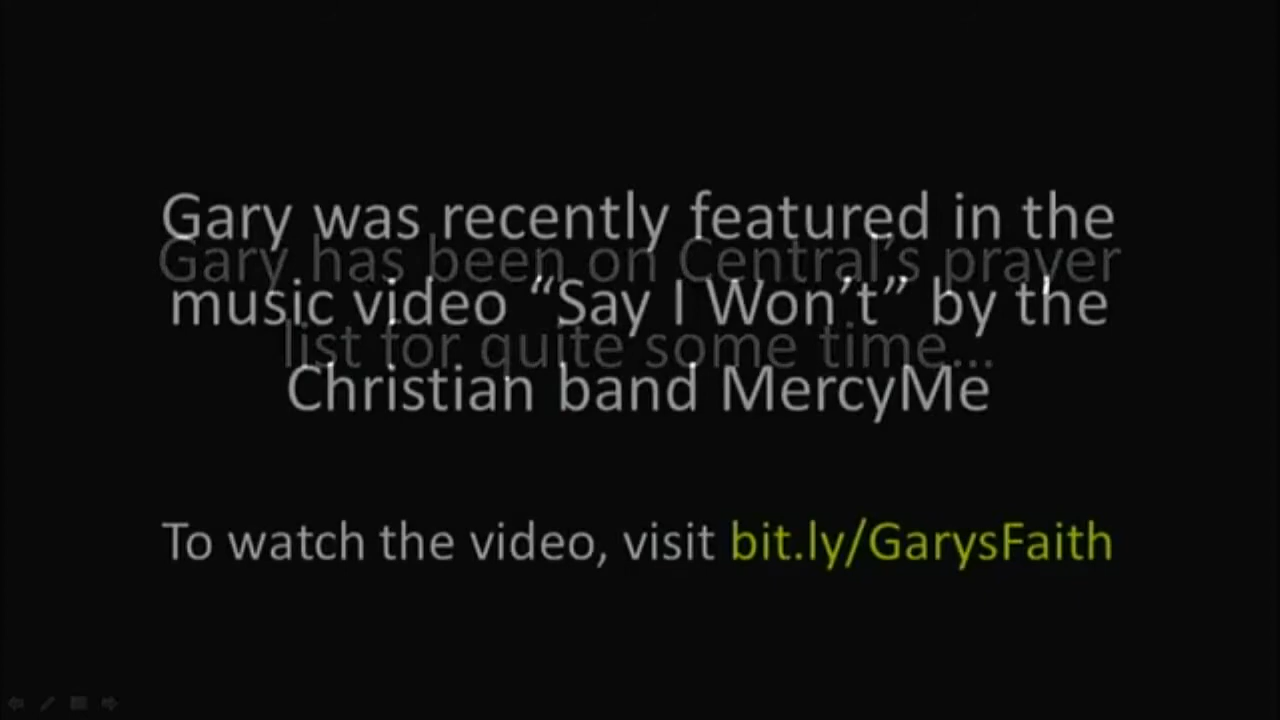 Gary was recently featured in the
Gary has been on Central's prayer
music video “Say I Won’t” by the
list for quite some time...
Christian band MercyMe
To watch the video, visit bit.ly/GarysFaith